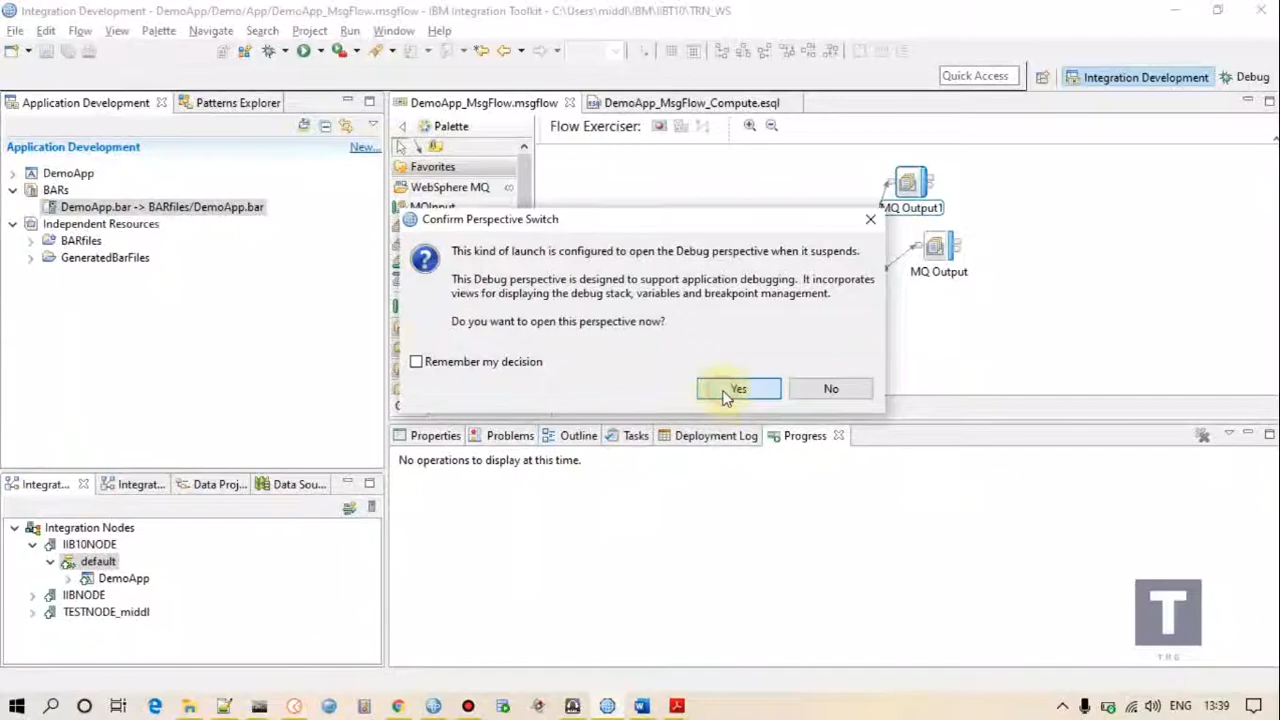 Integration Development - DemoApp/Demo/App/DemoApp_MsgFlow.msgflow - IBM Integration Toolkit - C:\Users\middl\IBM\IIBT10\TRN_WS
File Edit Flow View Palette Navigate Search Project Run Window Help
Quick Access
Integration Development
Debug
Application Development
Patterns Explorer
DemoApp_MsgFlow.msgflow
DemoApp_MsgFlow_Compute.esql
Application Development
New...
DemoApp
BARs
DemoApp.bar -> BARfiles/DemoApp.bar
Independent Resources
BARfiles
GeneratedBarFiles
Palette
Favorites
WebSphere MQ
MQInput
Flow Exerciser:
MQ Output1
MQ Output
Confirm Perspective Switch
This kind of launch is configured to open the Debug perspective when it suspends.
This Debug perspective is designed to support application debugging. It incorporates
views for displaying the debug stack, variables and breakpoint management.
Do you want to open this perspective now?
Remember my decision
Yes
No
Properties
Problems
Outline
Tasks
Deployment Log
Progress
No operations to display at this time.
Integrat...
Integrat...
Data Proj...
Data Sou...
Integration Nodes
IIB10NODE
default
DemoApp
IIBNODE
TESTNODE_middl
T
TRG
ENG
13:39